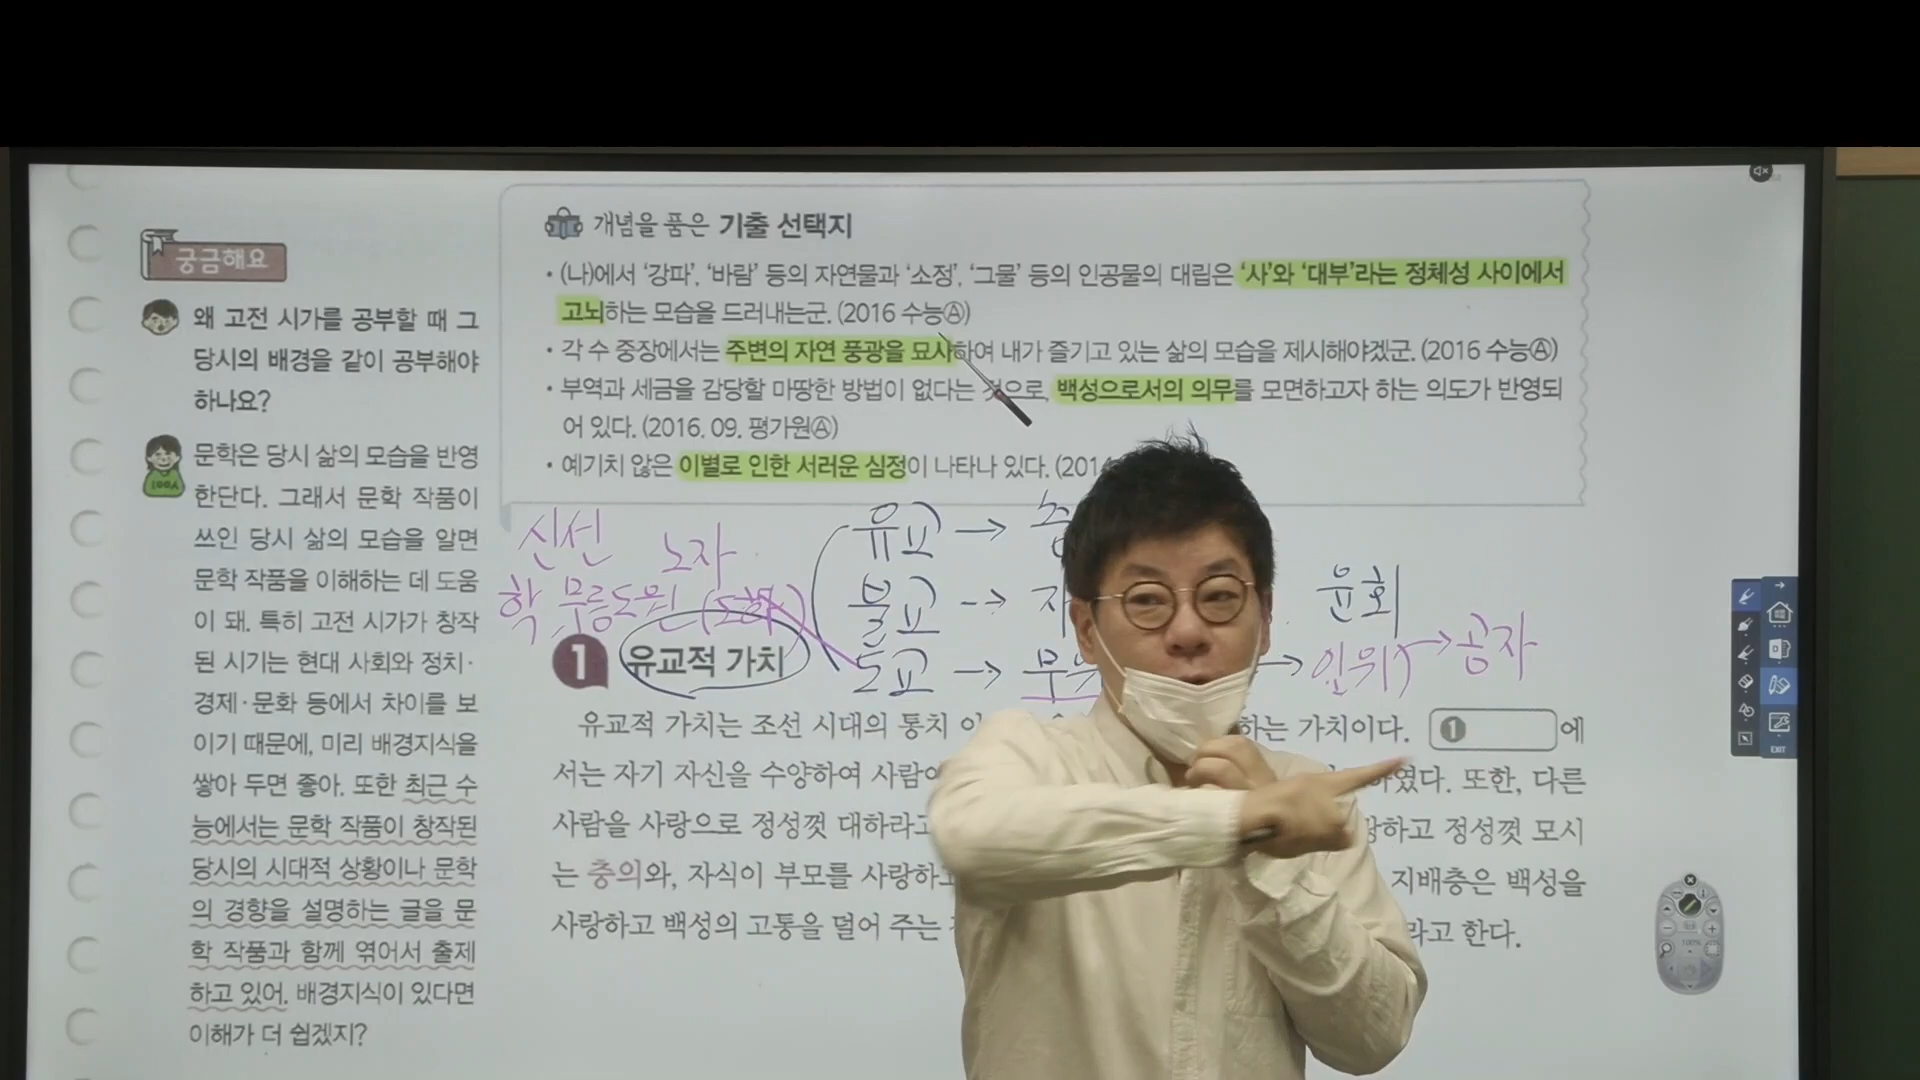 궁금해요
왜 고전 시가를 공부할 때 그
당시의 배경을 같이 공부해야
하나요?
문학은 당시 삶의 모습을 반영
한단다. 그래서 문학 작품이
쓰인 당시 삶의 모습을 알면
문학 작품을 이해하는 데 도움
이 돼. 특히 고전 시가가 창작
된 시기는 현대 사회와 정치·
경제·문화 등에서 차이를 보
이기 때문에, 미리 배경지식을
쌓아 두면 좋아. 또한 최근 수
능에서는 문학 작품이 창작된
당시의 시대적 상황이나 문학
의 경향을 설명하는 글을 문
학 작품과 함께 엮어서 출제
하고 있어. 배경지식이 있다면
이해가 더 쉽겠지?
개념을 품은 기출 선택지
• (나)에서 ‘강파’, ‘바람’ 등의 자연물과 ‘소정’, ‘그물’ 등의 인공물의 대립은 ‘사’와 ‘대부’라는 정체성 사이에서
고뇌하는 모습을 드러내는군. (2016 수능Ⓐ)
• 각 수 중장에서는 주변의 자연 풍광을 묘사하여 내가 즐기고 있는 삶의 모습을 제시해야겠군. (2016 수능Ⓐ)
• 부역과 세금을 감당할 마땅한 방법이 없다는 것으로, 백성으로서의 의무를 모면하고자 하는 의도가 반영되
어 있다. (2016. 09. 평가원Ⓐ)
• 예기치 않은 이별로 인한 서러운 심정이 나타나 있다. (201
신선 노자 유교 →
학 무릉도원 불교 → 자 윤회
1 유교적 가치 도교 → 무 → 인위 → 공자
유교적 가치는 조선 시대의 통치 하는 가치이다. ❶ 에
서는 자기 자신을 수양하여 하였다. 또한, 다른
사람을 사랑으로 정성껏 대하라고 정성껏 모시
는 충의와, 자식이 부모를 지배층은 백성을
사랑하고 백성의 고통을 덜어 주는 라고 한다.
EXIT
100%